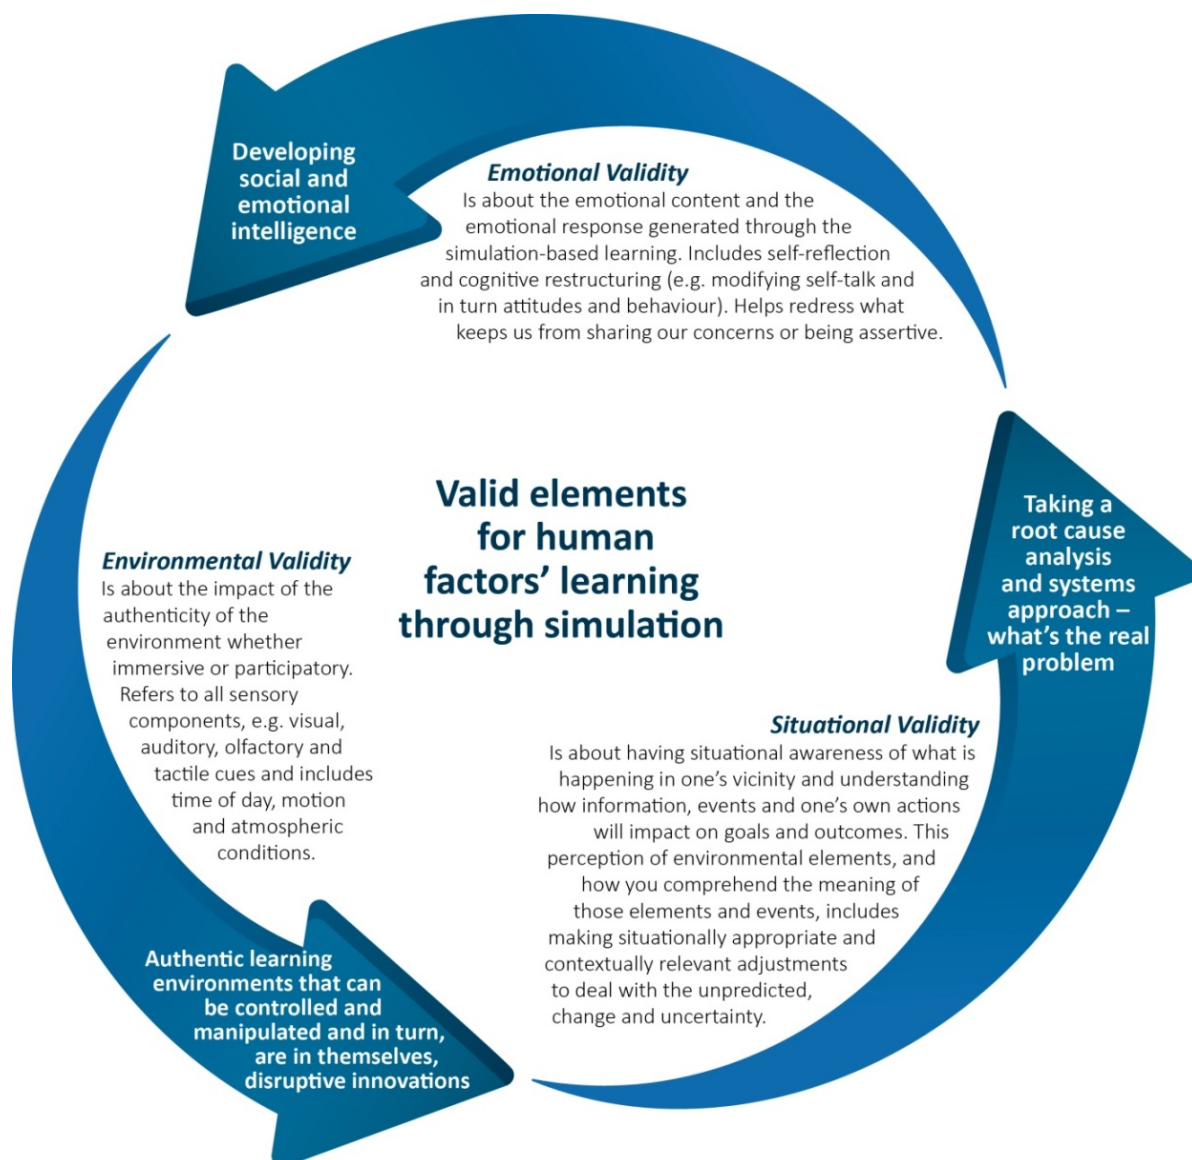 Developing
social and
emotional
intelligence
Emotional Validity
Is about the emotional content and the
emotional response generated through the
simulation-based learning. Includes self-reflection
and cognitive restructuring (e.g. modifying self-talk and
in turn attitudes and behaviour). Helps redress what
keeps us from sharing our concerns or being assertive.
Valid elements
for human
factors’ learning
through simulation
Environmental Validity
Is about the impact of the
authenticity of the
environment whether
immersive or participatory.
Refers to all sensory
components, e.g. visual,
auditory, olfactory and
tactile cues and includes
time of day, motion
and atmospheric
conditions.
Taking a
root cause
analysis
and systems
approach –
what’s the real
problem
Situational Validity
Is about having situational awareness of what is
happening in one’s vicinity and understanding
how information, events and one’s own actions
will impact on goals and outcomes. This
perception of environmental elements, and
how you comprehend the meaning of
those elements and events, includes
making situationally appropriate and
contextually relevant adjustments
to deal with the unpredicted,
change and uncertainty.
Authentic learning
environments that can
be controlled and
manipulated and in turn,
are in themselves,
disruptive innovations